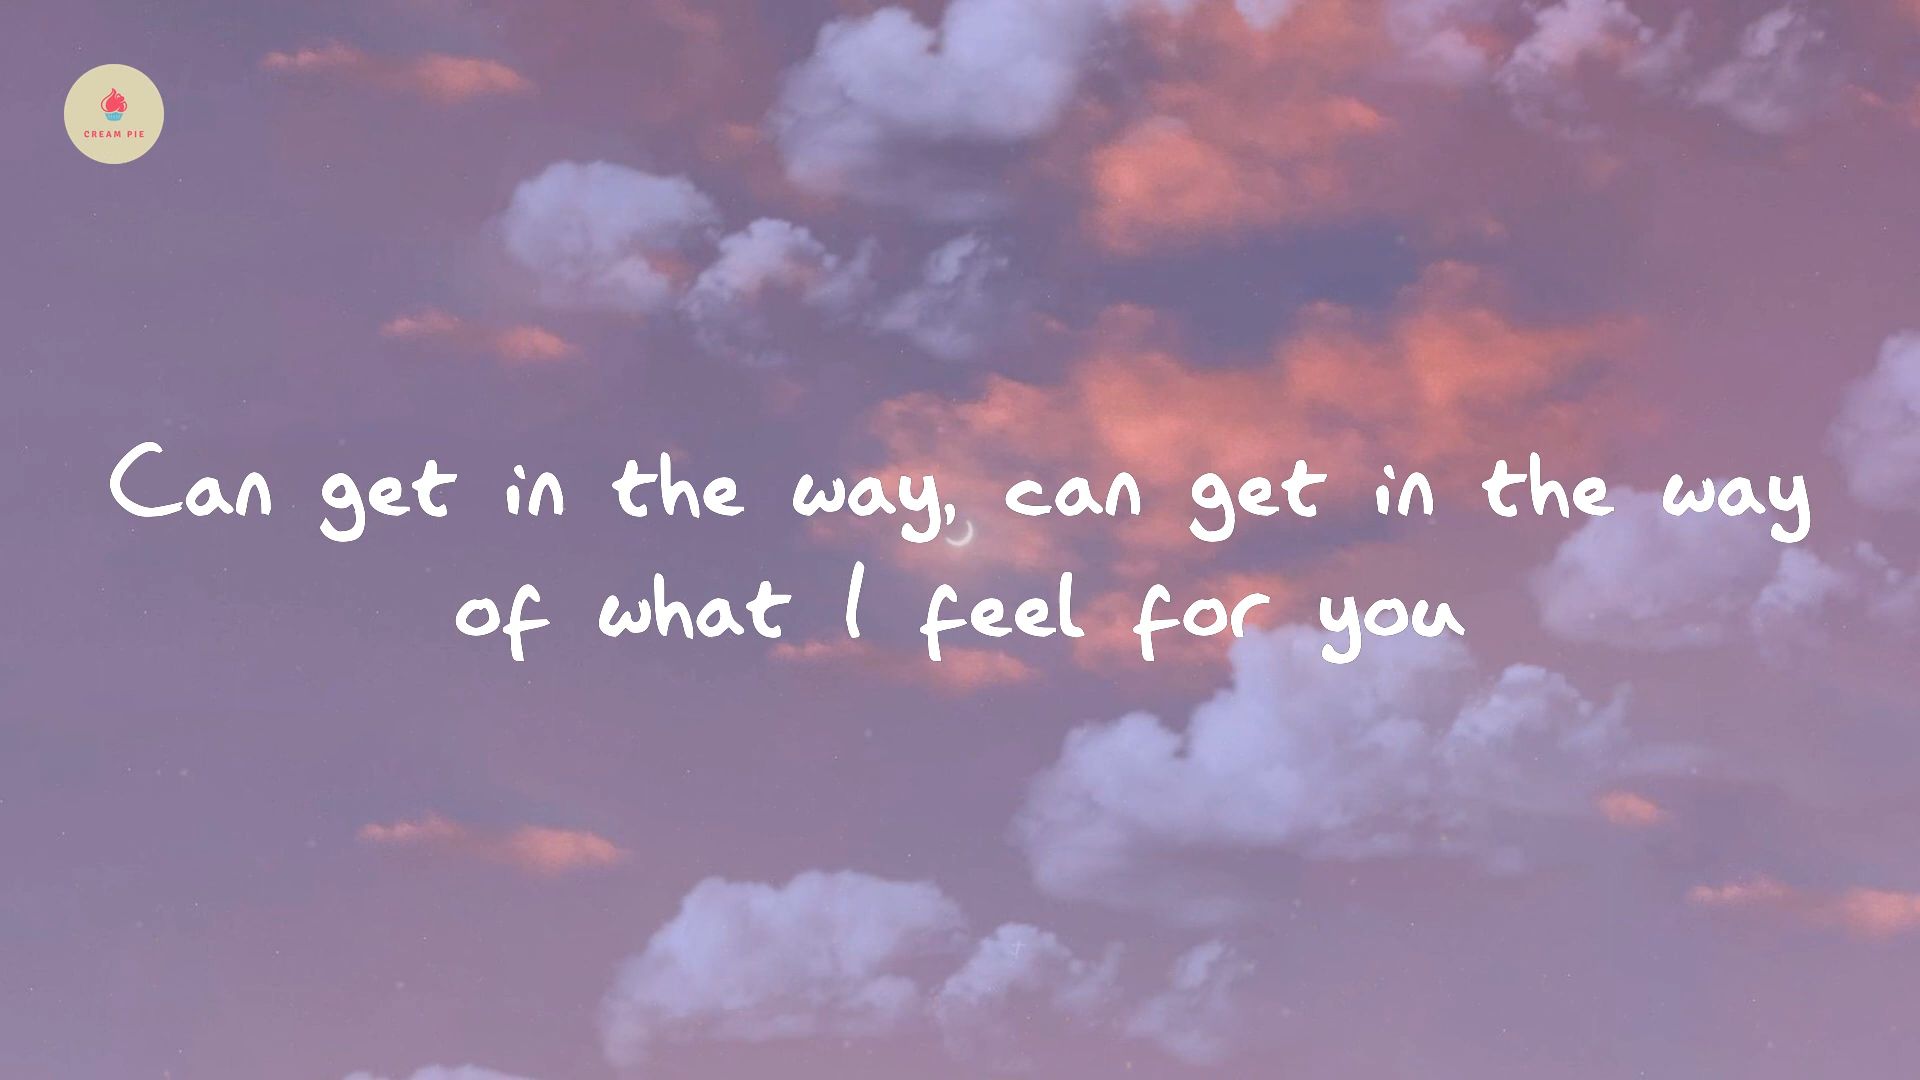 CREAM PIE
Can get in the way, can get in the way
of what I feel for you